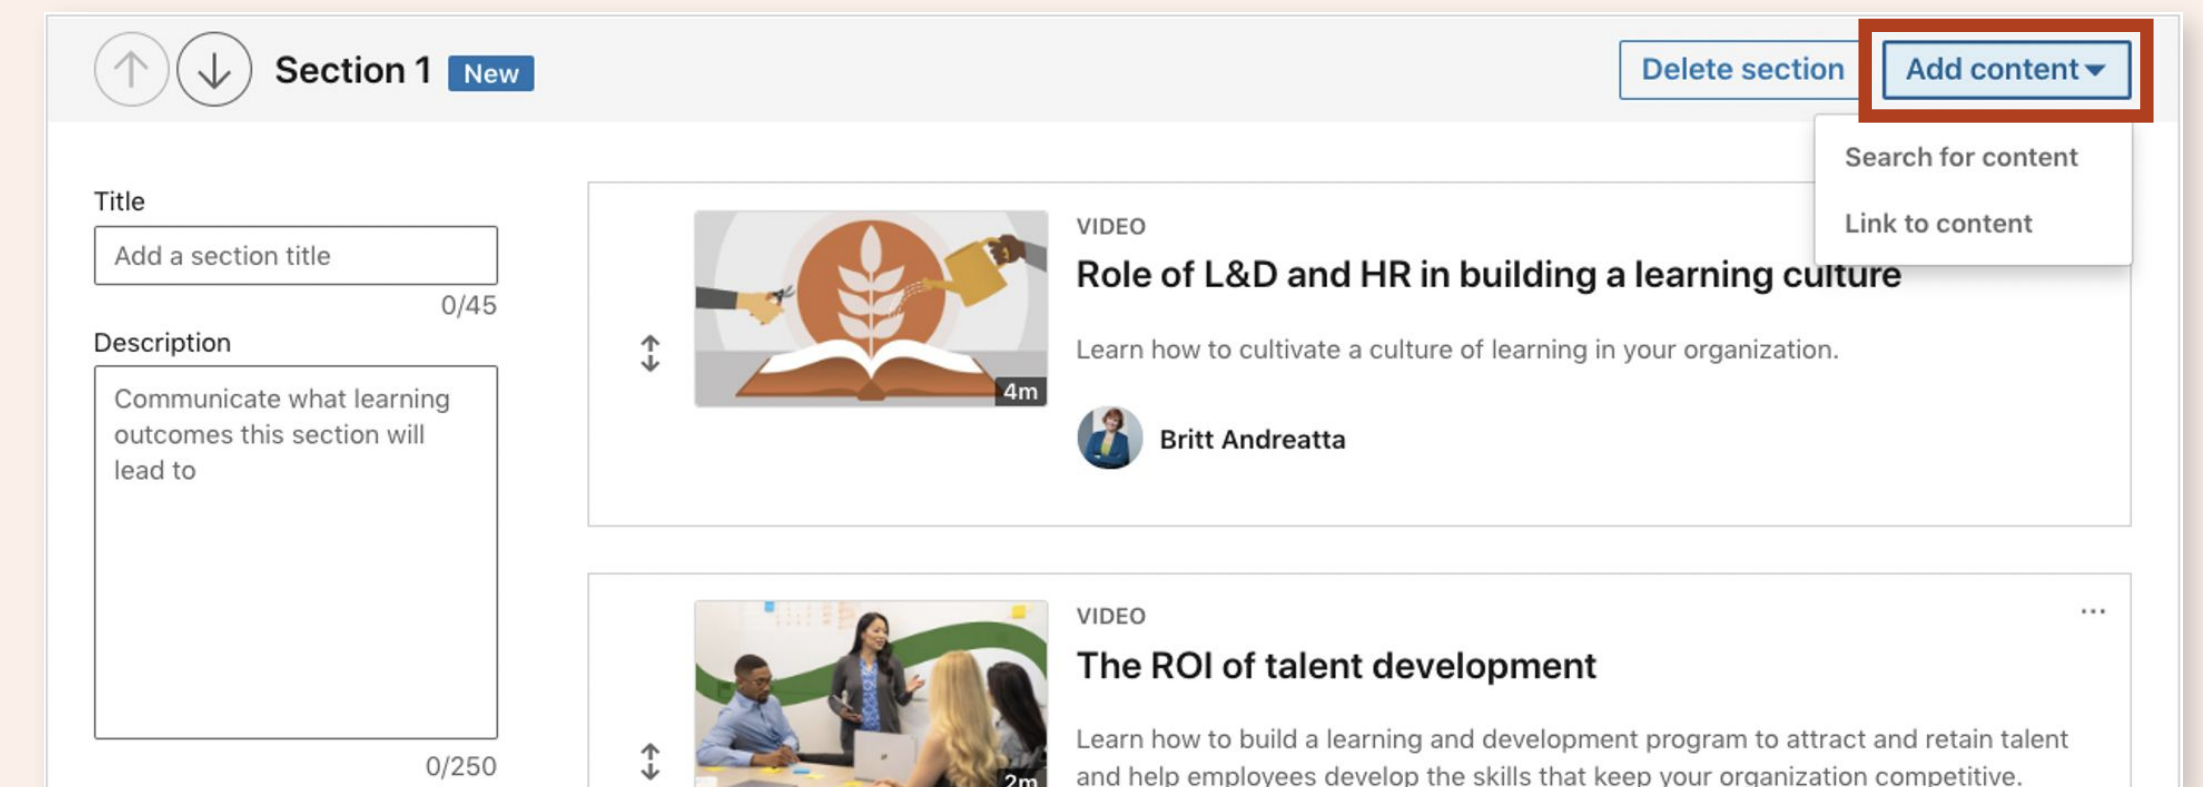 Section 1 New
Delete section
Add content
Search for content
Link to content
Title
Add a section title
0/45
Description
Communicate what learning
outcomes this section will
lead to
0/250
VIDEO
Role of L&D and HR in building a learning culture
Learn how to cultivate a culture of learning in your organization.
4m
Britt Andreatta
VIDEO
The ROI of talent development
Learn how to build a learning and development program to attract and retain talent
and help employees develop the skills that keep your organization competitive.
2m